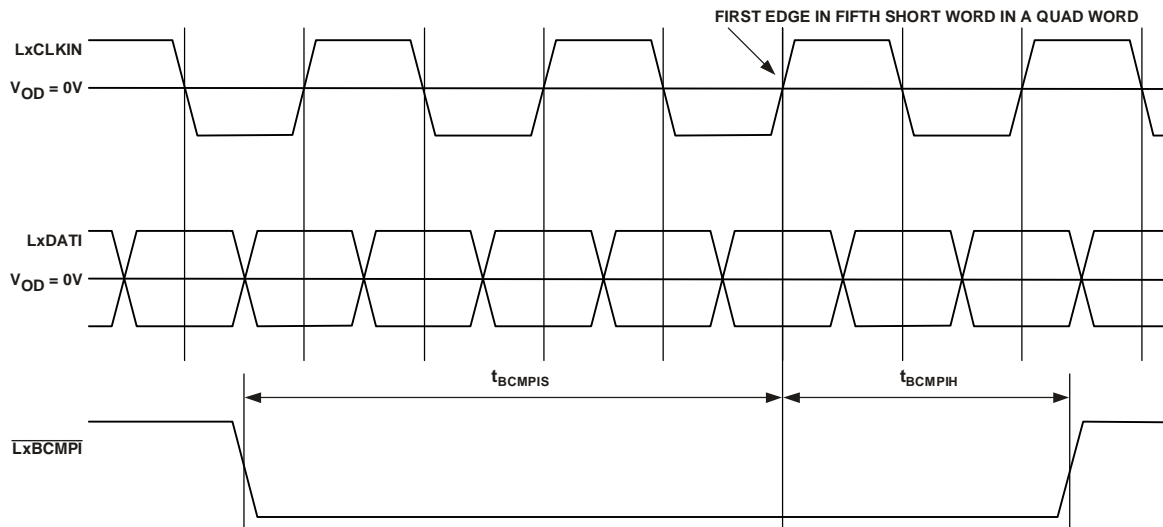 FIRST EDGE IN FIFTH SHORT WORD IN A QUAD WORD
LxCLKIN
VOD = 0V
LxDATI
VOD = 0V
tBCMPIS
tBCMPIH
LxBCMPI